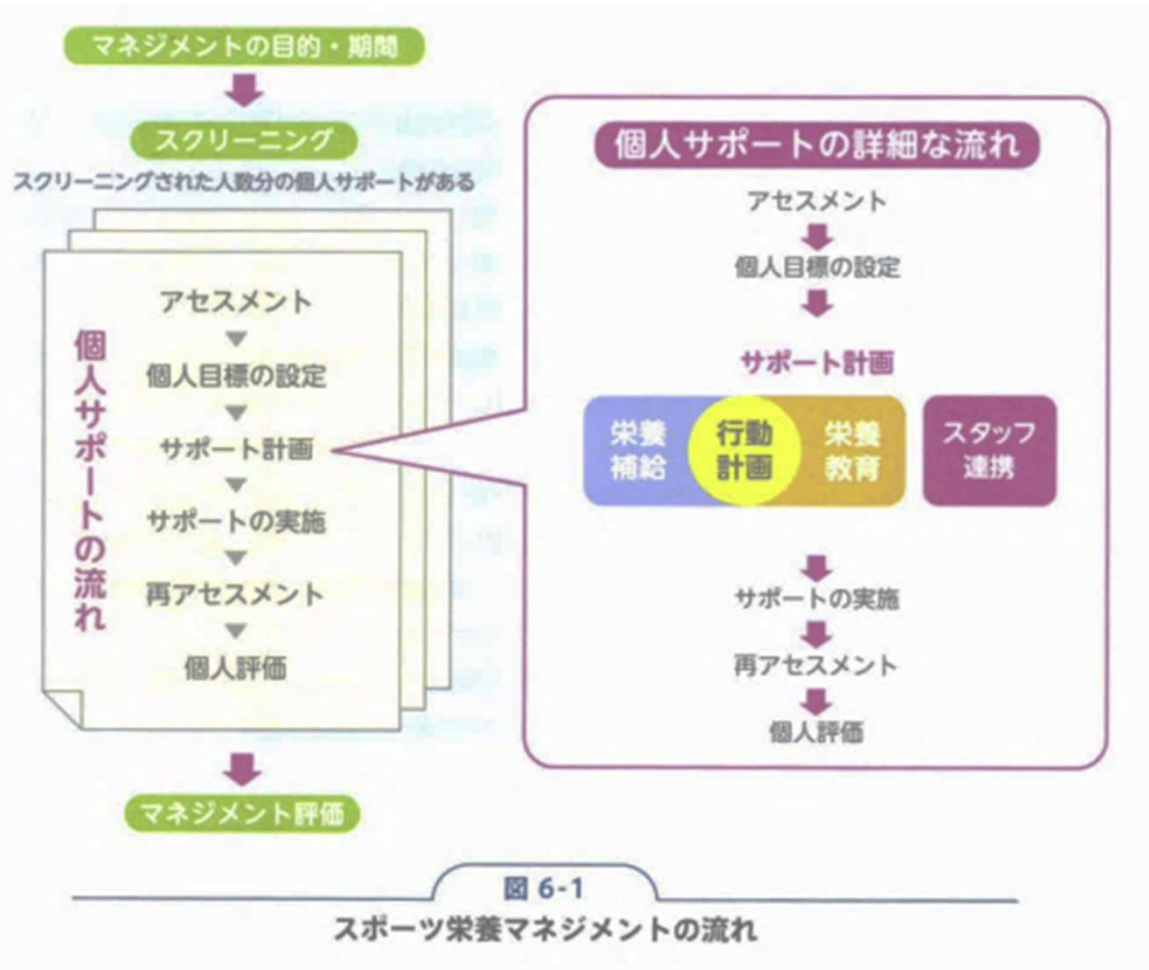 マネジメントの目的・期間
スクリーニング
スクリーニングされた人数分の個人サポートがある
個人サポートの流れ
アセスメント
個人目標の設定
サポート計画
サポートの実施
再アセスメント
個人評価
マネジメント評価
個人サポートの詳細な流れ
アセスメント
個人目標の設定
サポート計画
栄養
補給
行動
計画
栄養
教育
スタッフ
連携
サポートの実施
再アセスメント
個人評価
図 6-1
スポーツ栄養マネジメントの流れ